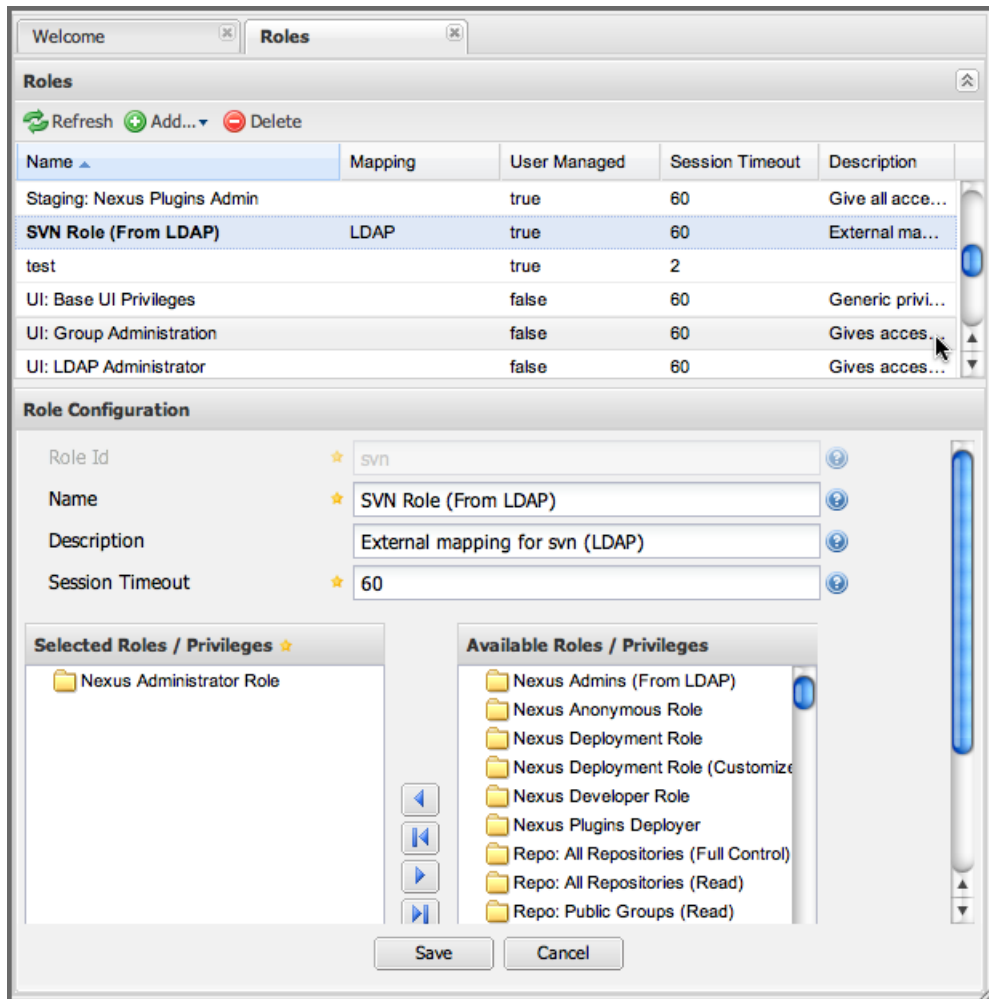 Welcome Roles
Roles
Refresh Add... Delete
Name Mapping User Managed Session Timeout Description
Staging: Nexus Plugins Admin true 60 Give all acce...
SVN Role (From LDAP) LDAP true 60 External ma...
test true 2
UI: Base UI Privileges false 60 Generic privi...
UI: Group Administration false 60 Gives acces...
UI: LDAP Administrator false 60 Gives acces...
Role Configuration
Role Id svn
Name SVN Role (From LDAP)
Description External mapping for svn (LDAP)
Session Timeout 60
Selected Roles / Privileges Available Roles / Privileges
Nexus Administrator Role Nexus Admins (From LDAP)
Nexus Anonymous Role
Nexus Deployment Role
Nexus Deployment Role (Customize
Nexus Developer Role
Nexus Plugins Deployer
Repo: All Repositories (Full Control)
Repo: All Repositories (Read)
Repo: Public Groups (Read)
Save Cancel